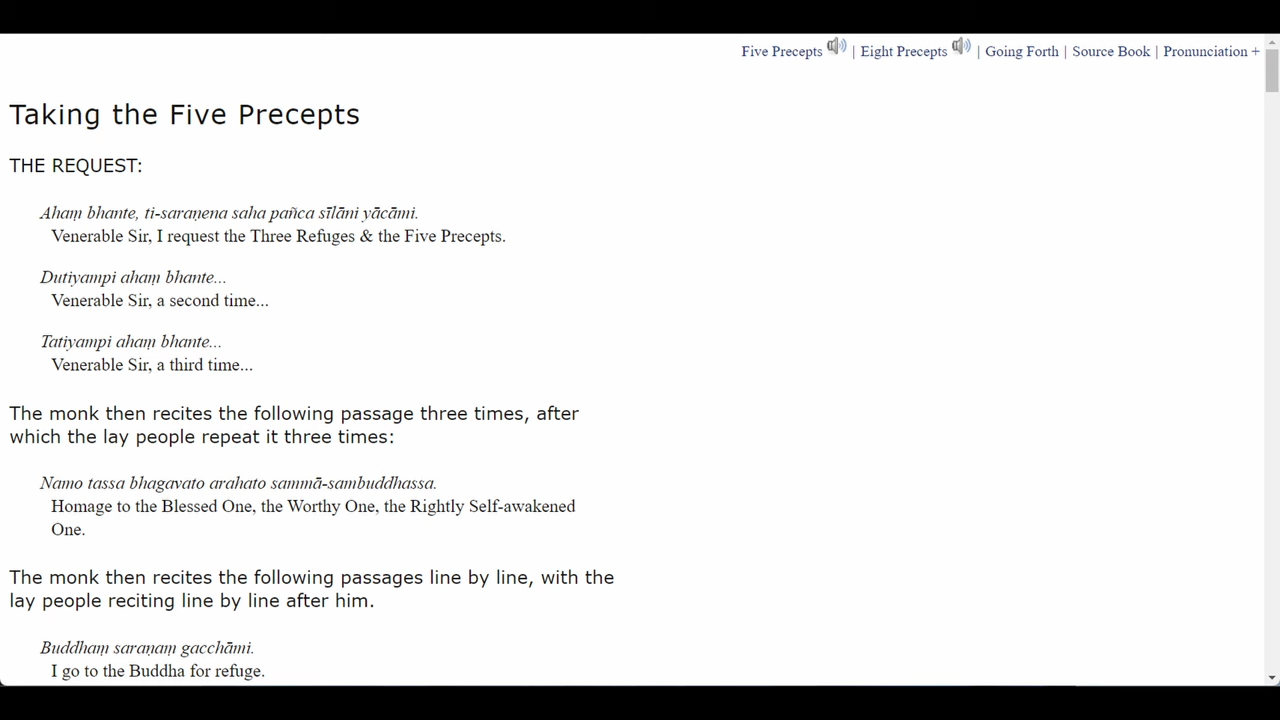 Five Precepts | Eight Precepts | Going Forth | Source Book | Pronunciation +
Taking the Five Precepts
THE REQUEST:
Ahaṃ bhante, ti-saraṇena saha pañca sīlāni yācāmi.
Venerable Sir, I request the Three Refuges & the Five Precepts.
Dutiyampi ahaṃ bhante...
Venerable Sir, a second time...
Tatiyampi ahaṃ bhante...
Venerable Sir, a third time...
The monk then recites the following passage three times, after
which the lay people repeat it three times:
Namo tassa bhagavato arahato sammā-sambuddhassa.
Homage to the Blessed One, the Worthy One, the Rightly Self-awakened
One.
The monk then recites the following passages line by line, with the
lay people reciting line by line after him.
Buddhaṃ saraṇaṃ gacchāmi.
I go to the Buddha for refuge.